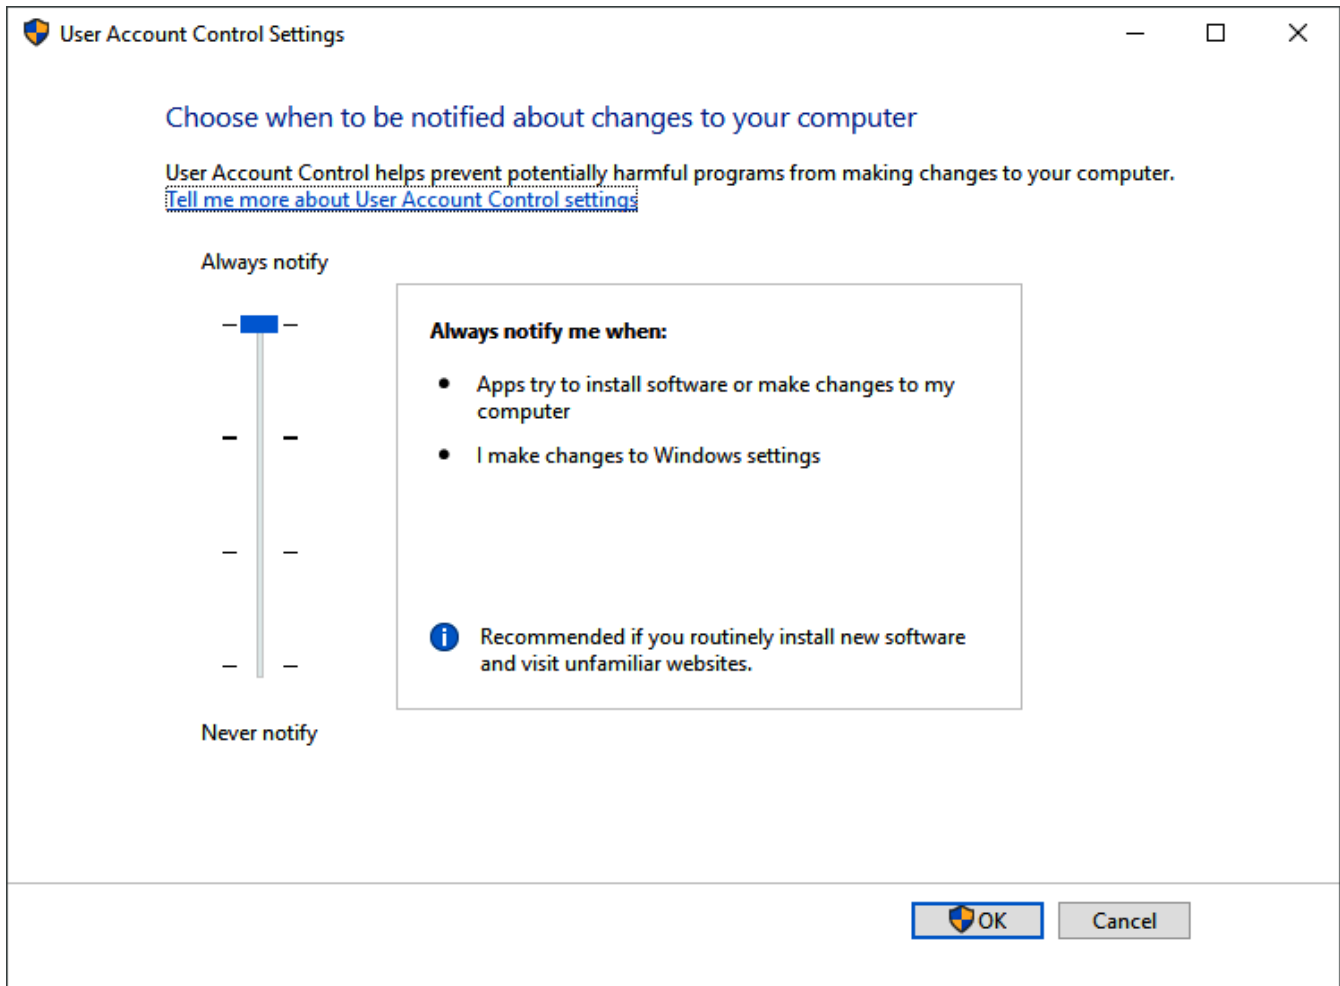 User Account Control Settings
Choose when to be notified about changes to your computer
User Account Control helps prevent potentially harmful programs from making changes to your computer.
Tell me more about User Account Control settings
Always notify
Always notify me when:
Apps try to install software or make changes to my
computer
I make changes to Windows settings
Recommended if you routinely install new software
and visit unfamiliar websites.
Never notify
OK
Cancel